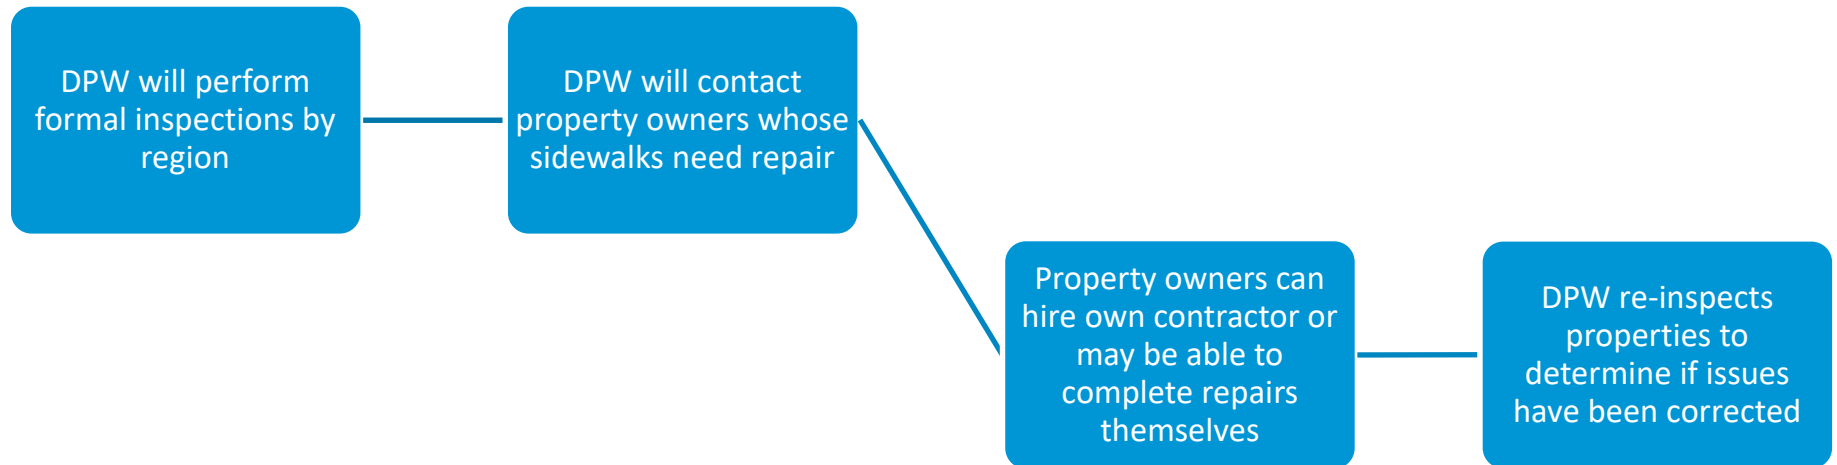 DPW will perform
formal inspections by
region
DPW will contact
property owners whose
sidewalks need repair
Property owners can
hire own contractor or
may be able to
complete repairs
themselves
DPW re-inspects
properties to
determine if issues
have been corrected